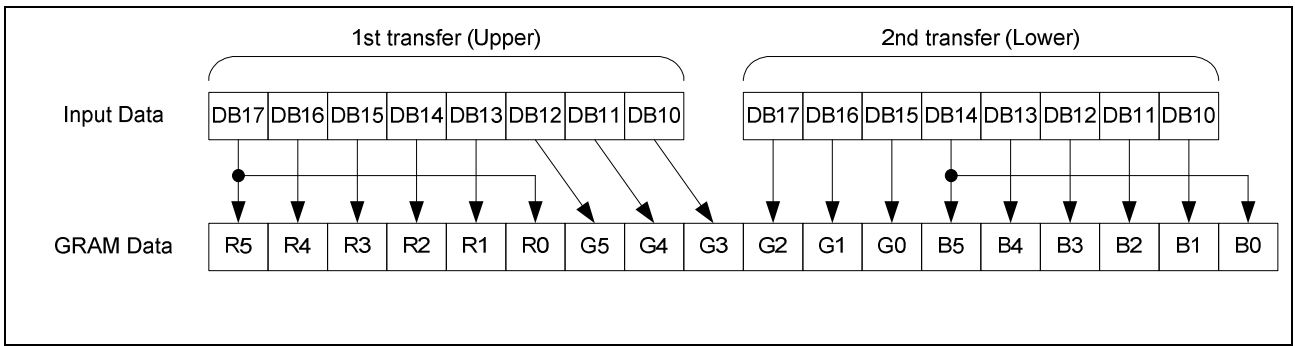 1st transfer (Upper) 2nd transfer (Lower)
Input Data DB17 DB16 DB15 DB14 DB13 DB12 DB11 DB10 DB17 DB16 DB15 DB14 DB13 DB12 DB11 DB10
GRAM Data R5 R4 R3 R2 R1 R0 G5 G4 G3 G2 G1 G0 B5 B4 B3 B2 B1 B0